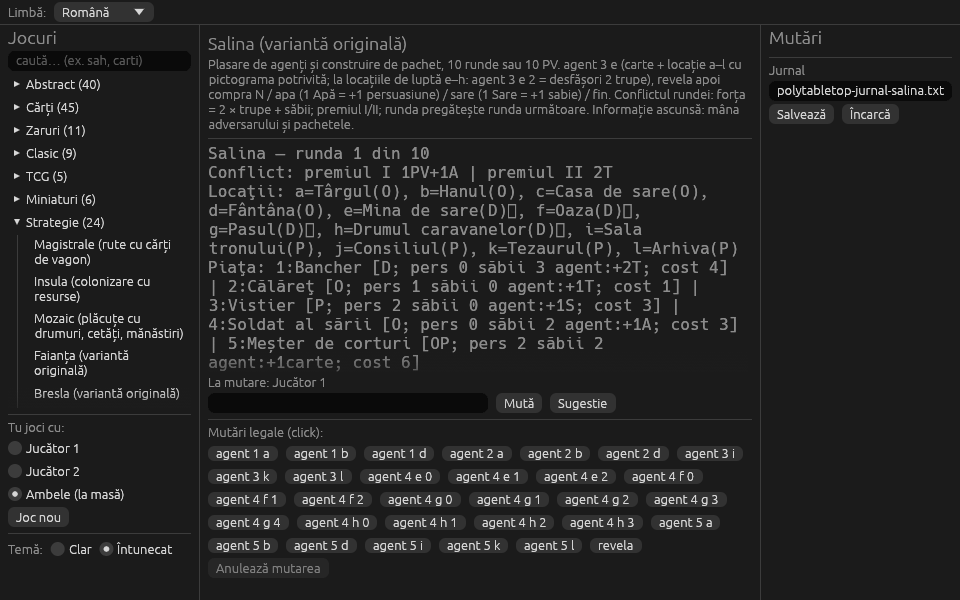 Limbă: Română
Jocuri
caută... (ex. sah, carti)
Abstract (40)
Cărți (45)
Zaruri (11)
Clasic (9)
TCG (5)
Miniaturi (6)
Strategie (24)
Magistrale (rute cu cărți
de vagon)
Insula (colonizare cu
resurse)
Mozaic (plăcuțe cu
drumuri, cetăți, mănăstiri)
Faianța (variantă
originală)
Bresla (variantă originală)
Tu joci cu:
Jucător 1
Jucător 2
Ambele (la masă)
Joc nou
Temă: Clar Întunecat
Salina (variantă originală)
Plasare de agenți și construire de pachet, 10 runde sau 10 PV. agent 3 e (carte + locație a–l cu
pictograma potrivită; la locațiile de luptă e–h: agent 3 e 2 = desfășori 2 trupe), revela apoi
compra N / apa (1 Apă = +1 persuasiune) / sare (1 Sare = +1 sabie) / fin. Conflictul rundei: forța
= 2 × trupe + săbii; premiul I/II; runda pregătește runda următoare. Informație ascunsă: mâna
adversarului și pachetele.
Salina — runda 1 din 10
Conflict: premiul I 1PV+1A | premiul II 2T
Locaţii: a=Târgul(O), b=Hanul(O), c=Casa de sare(O),
d=Fântâna(O), e=Mina de sare(D), f=Oaza(D),
g=Pasul(D), h=Drumul caravanelor(D), i=Sala
tronului(P), j=Consiliul(P), k=Tezaurul(P), l=Arhiva(P)
Piaţa: 1:Bancher [D; pers 0 săbii 3 agent:+2T; cost 4]
| 2:Călăreţ [O; pers 1 săbii 0 agent:+1T; cost 1] |
3:Vistier [P; pers 2 săbii 0 agent:+1S; cost 3] |
4:Soldat al sării [O; pers 0 săbii 2 agent:+1A; cost 3]
| 5:Meşter de corturi [OP; pers 2 săbii 2
agent:+1carte; cost 6]
La mutare: Jucător 1
Mută Sugestie
Mutări legale (click):
agent 1 a agent 1 b agent 1 d agent 2 a agent 2 b agent 2 d agent 3 i
agent 3 k agent 3 l agent 4 e 0 agent 4 e 1 agent 4 e 2 agent 4 f 0
agent 4 f 1 agent 4 f 2 agent 4 g 0 agent 4 g 1 agent 4 g 2 agent 4 g 3
agent 4 g 4 agent 4 h 0 agent 4 h 1 agent 4 h 2 agent 4 h 3 agent 5 a
agent 5 b agent 5 d agent 5 i agent 5 k agent 5 l revela
Anulează mutarea
Mutări
Jurnal
polytabletop-jurnal-salina.txt
Salvează Încarcă